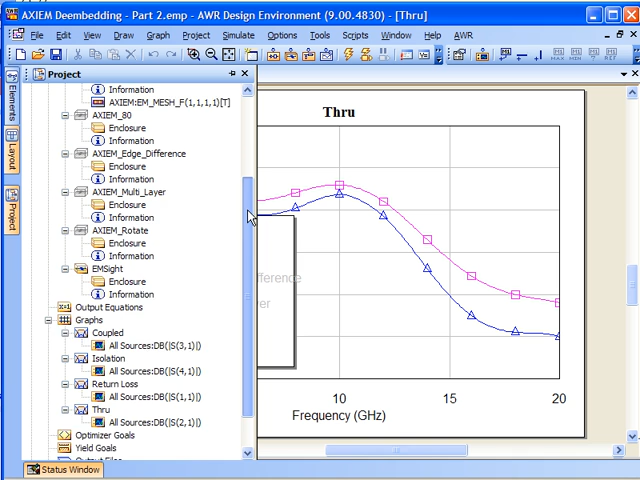 AXIEM Deembedding - Part 2.emp - AWR Design Environment (9.00.4830) - [Thru]
File Edit View Draw Graph Project Simulate Options Tools Scripts Window Help AWR
Project
Information
AXIEM:EM_MESH_F(1,1,1,1)[T]
AXIEM_80
Enclosure
Information
AXIEM_Edge_Difference
Enclosure
Information
AXIEM_Multi_Layer
Enclosure
Information
AXIEM_Rotate
Enclosure
Information
EMSight
Enclosure
Information
Output Equations
Graphs
Coupled
All Sources:DB(|S(3,1)|)
Isolation
All Sources:DB(|S(4,1)|)
Return Loss
All Sources:DB(|S(1,1)|)
Thru
All Sources:DB(|S(2,1)|)
Optimizer Goals
Yield Goals
Output Files
Elements
Layout
Project
Thru
fference
er
10 15 20
Frequency (GHz)
Status Window